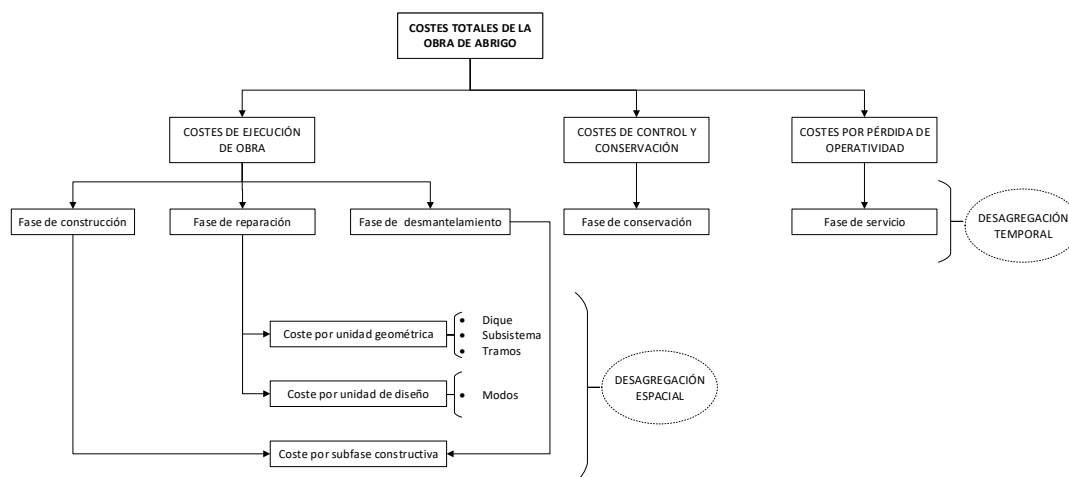 COSTES TOTALES DE LA
OBRA DE ABRIGO
COSTES DE EJECUCIÓN
DE OBRA
COSTES DE CONTROL Y
CONSERVACIÓN
COSTES POR PÉRDIDA DE
OPERATIVIDAD
Fase de construcción
Fase de reparación
Fase de desmantelamiento
Fase de conservación
Fase de servicio
DESAGREGACIÓN
TEMPORAL
Coste por unidad geométrica
• Dique
• Subsistema
• Tramos
Coste por unidad de diseño
• Modos
DESAGREGACIÓN
ESPACIAL
Coste por subfase constructiva